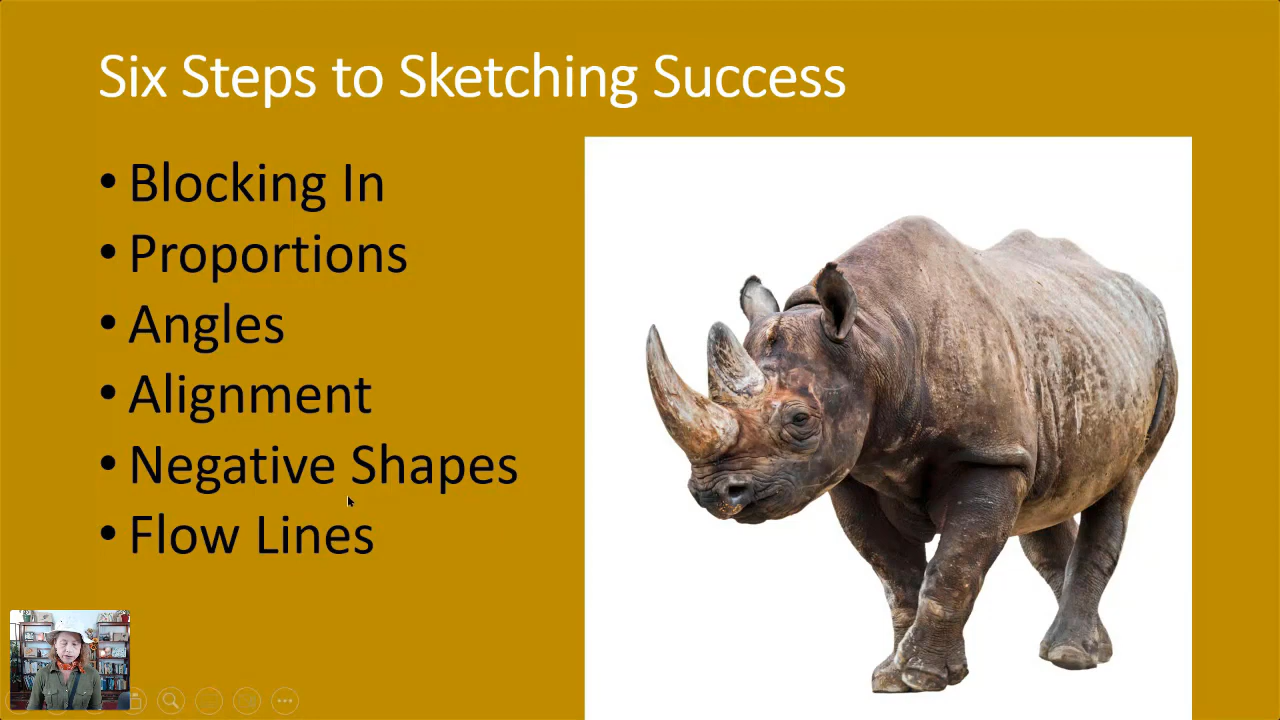 Six Steps to Sketching Success
• Blocking In
• Proportions
• Angles
• Alignment
• Negative Shapes
• Flow Lines